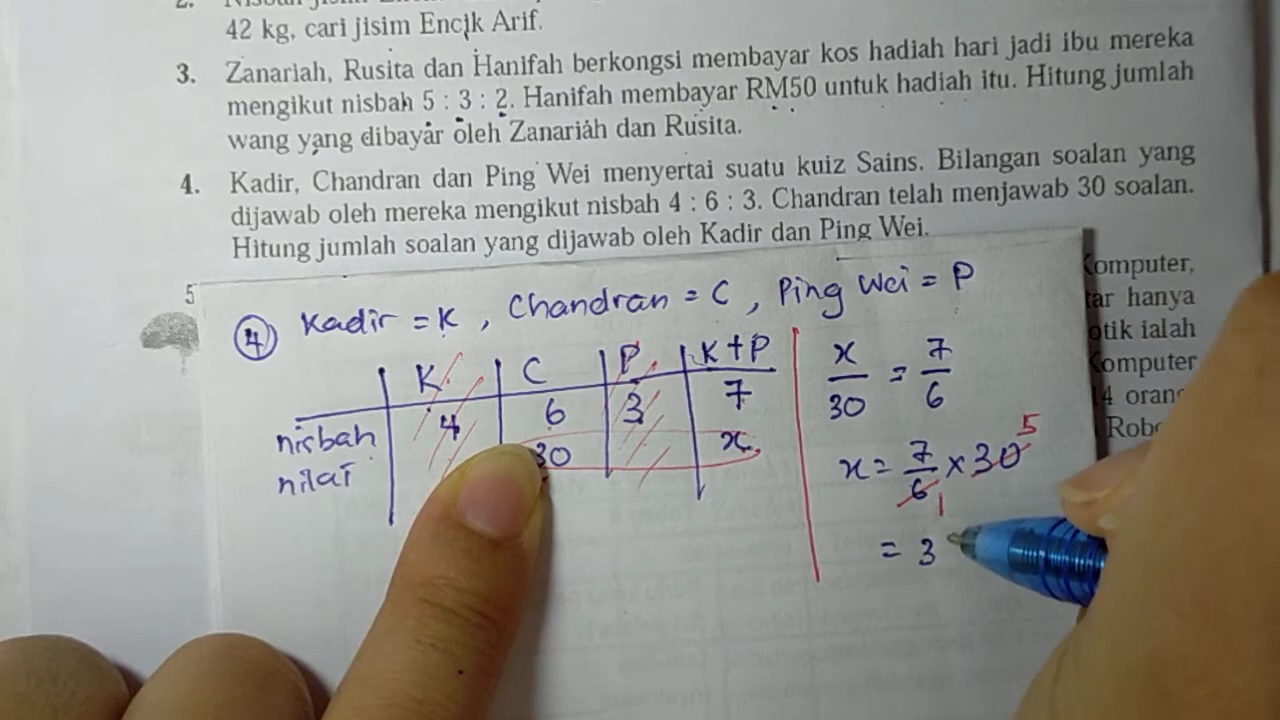 42 kg, cari jisim Encik Arif.
3. Zanariah, Rusita dan Hanifah berkongsi membayar kos hadiah hari jadi ibu mereka
mengikut nisbah 5 : 3 : 2. Hanifah membayar RM50 untuk hadiah itu. Hitung jumlah
wang yang dibayar oleh Zanariah dan Rusita.
4. Kadir, Chandran dan Ping Wei menyertai suatu kuiz Sains. Bilangan soalan yang
dijawab oleh mereka mengikut nisbah 4 : 6 : 3. Chandran telah menjawab 30 soalan.
Hitung jumlah soalan yang dijawab oleh Kadir dan Ping Wei.
5
Komputer,
hanya
otik ialah
Komputer
4 orang
④ Kadir = K, Chandran = C, Ping Wei = P
K C P K+P
nisbah 4 6 3 7
nilai 30 x
x/30 = 7/6
x = 7/6 × 30 5
1
= 3